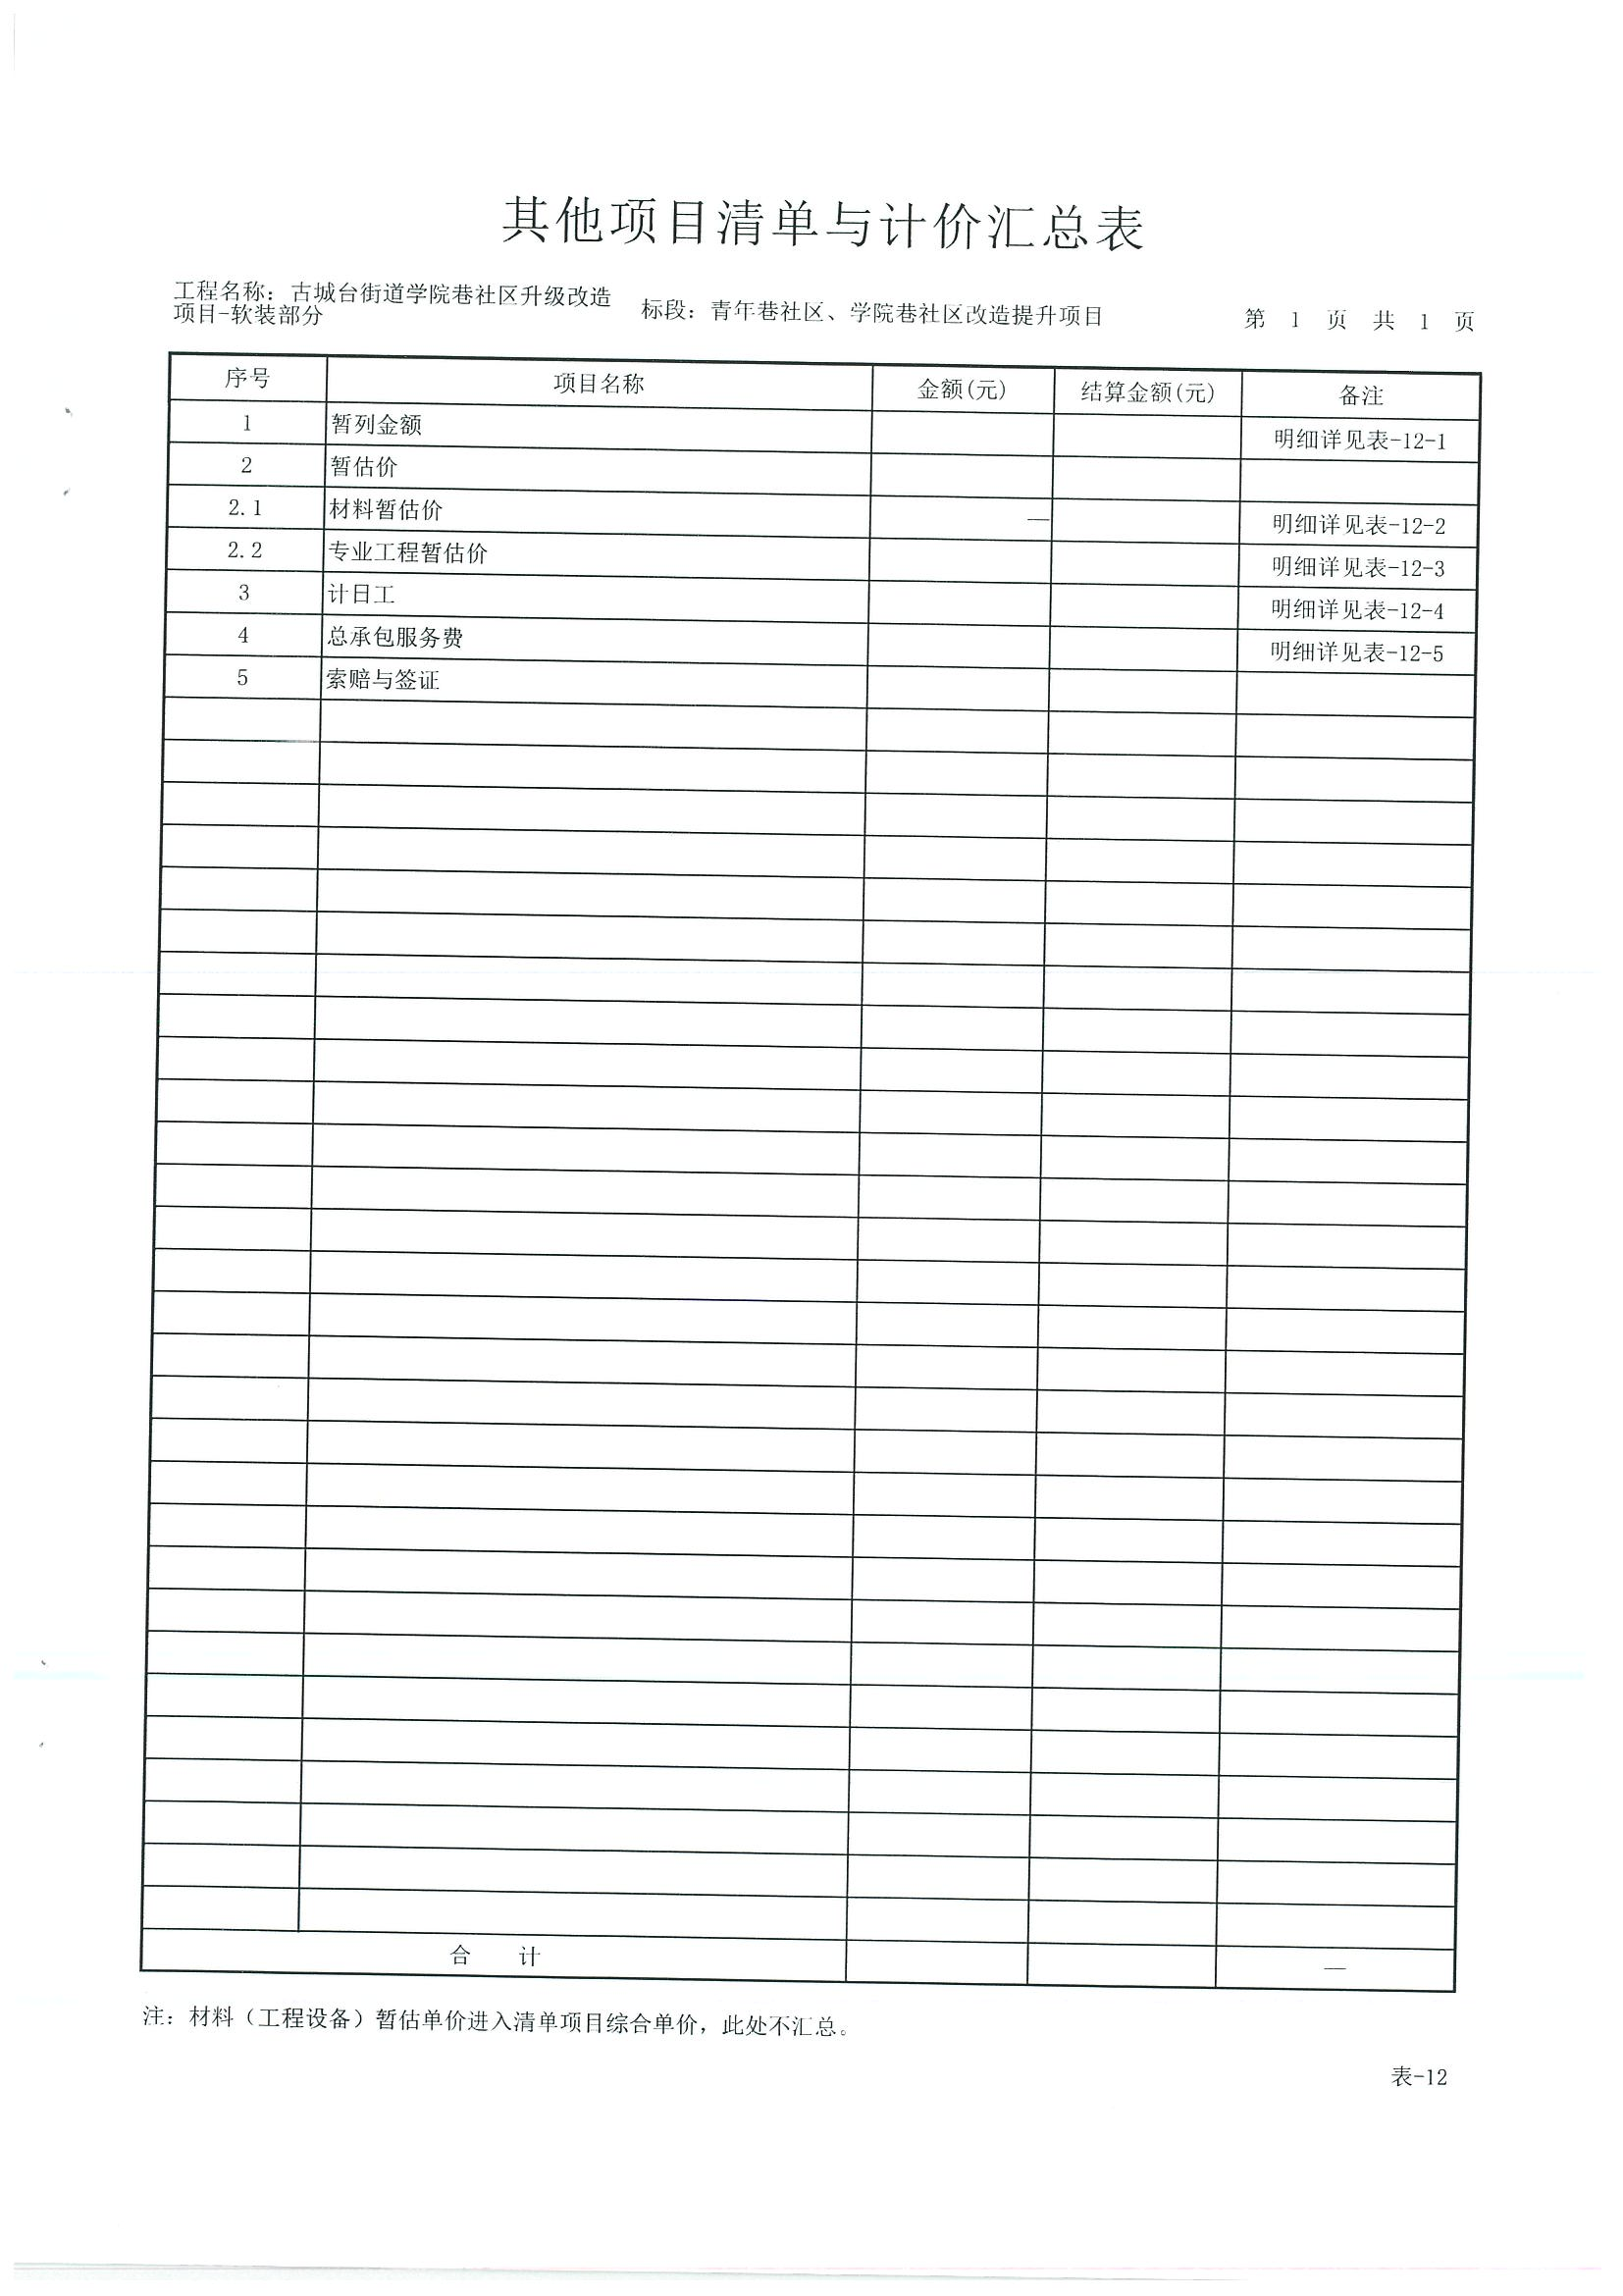 其他项目清单与计价汇总表
工程名称：古城台街道学院巷社区升级改造
项目-软装部分
标段：青年巷社区、学院巷社区改造提升项目
第 1 页 共 1 页
序号 项目名称 金额(元) 结算金额(元) 备注
1 暂列金额 明细详见表-12-1
2 暂估价
2.1 材料暂估价 — 明细详见表-12-2
2.2 专业工程暂估价 明细详见表-12-3
3 计日工 明细详见表-12-4
4 总承包服务费 明细详见表-12-5
5 索赔与签证
合 计 —
注：材料（工程设备）暂估单价进入清单项目综合单价，此处不汇总。
表-12